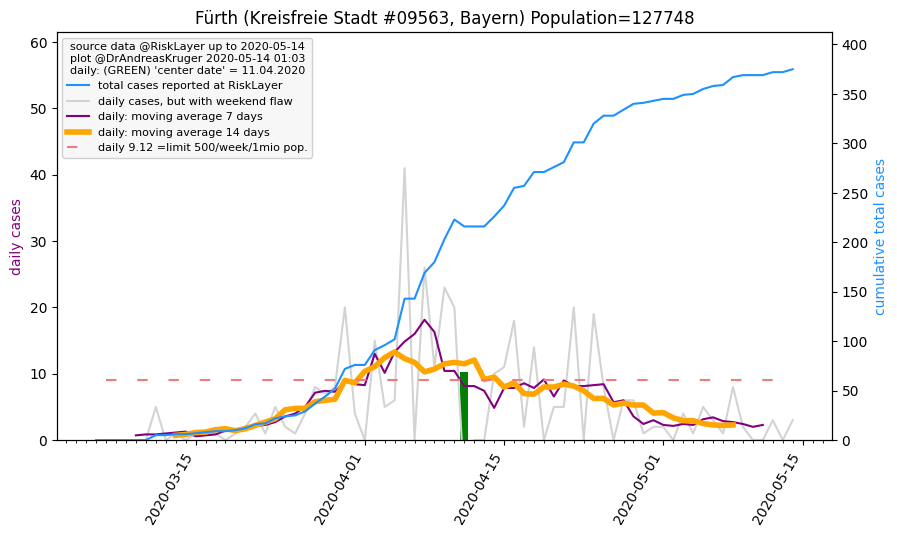 Fürth (Kreisfreie Stadt #09563, Bayern) Population=127748
source data @RiskLayer up to 2020-05-14
plot @DrAndreasKruger 2020-05-14 01:03
daily: (GREEN) 'center date' = 11.04.2020
total cases reported at RiskLayer
daily cases, but with weekend flaw
daily: moving average 7 days
daily: moving average 14 days
daily 9.12 =limit 500/week/1mio pop.
daily cases
60
50
40
30
20
10
0
cumulative total cases
400
350
300
250
200
150
100
50
0
2020-03-15
2020-04-01
2020-04-15
2020-05-01
2020-05-15